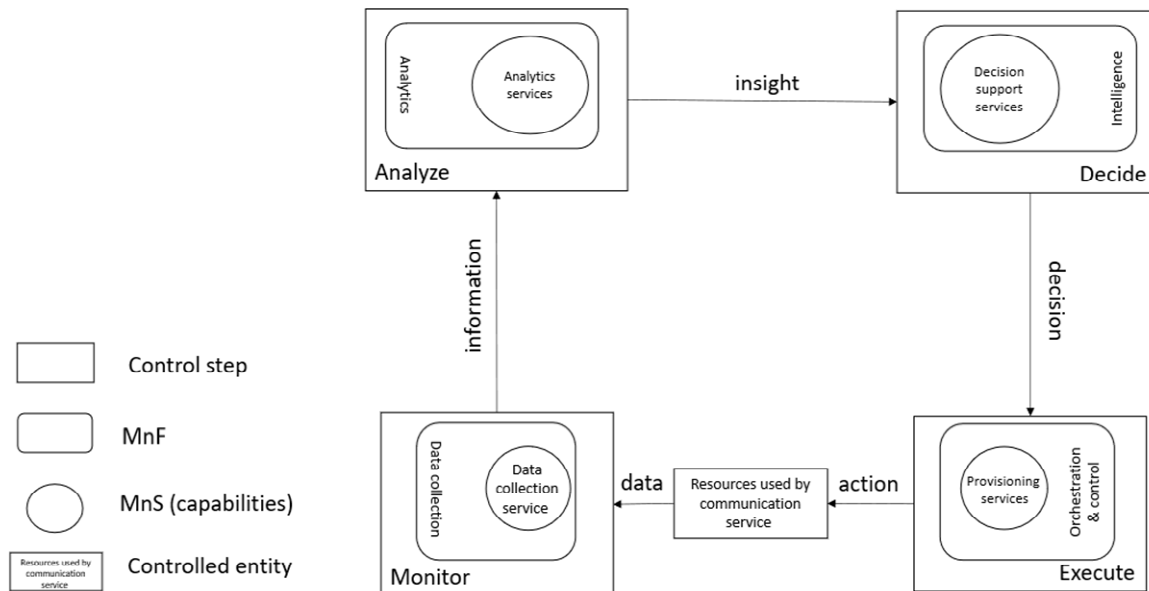 Analytics
Analytics
services
Analyze
insight
Decision
support
services
Intelligence
Decide
information
decision
Control step
MnF
MnS (capabilities)
Resources used by
communication
service
Controlled entity
Data collection
Data
collection
service
Monitor
data
Resources used by
communication
service
action
Provisioning
services
Orchestration
& control
Execute